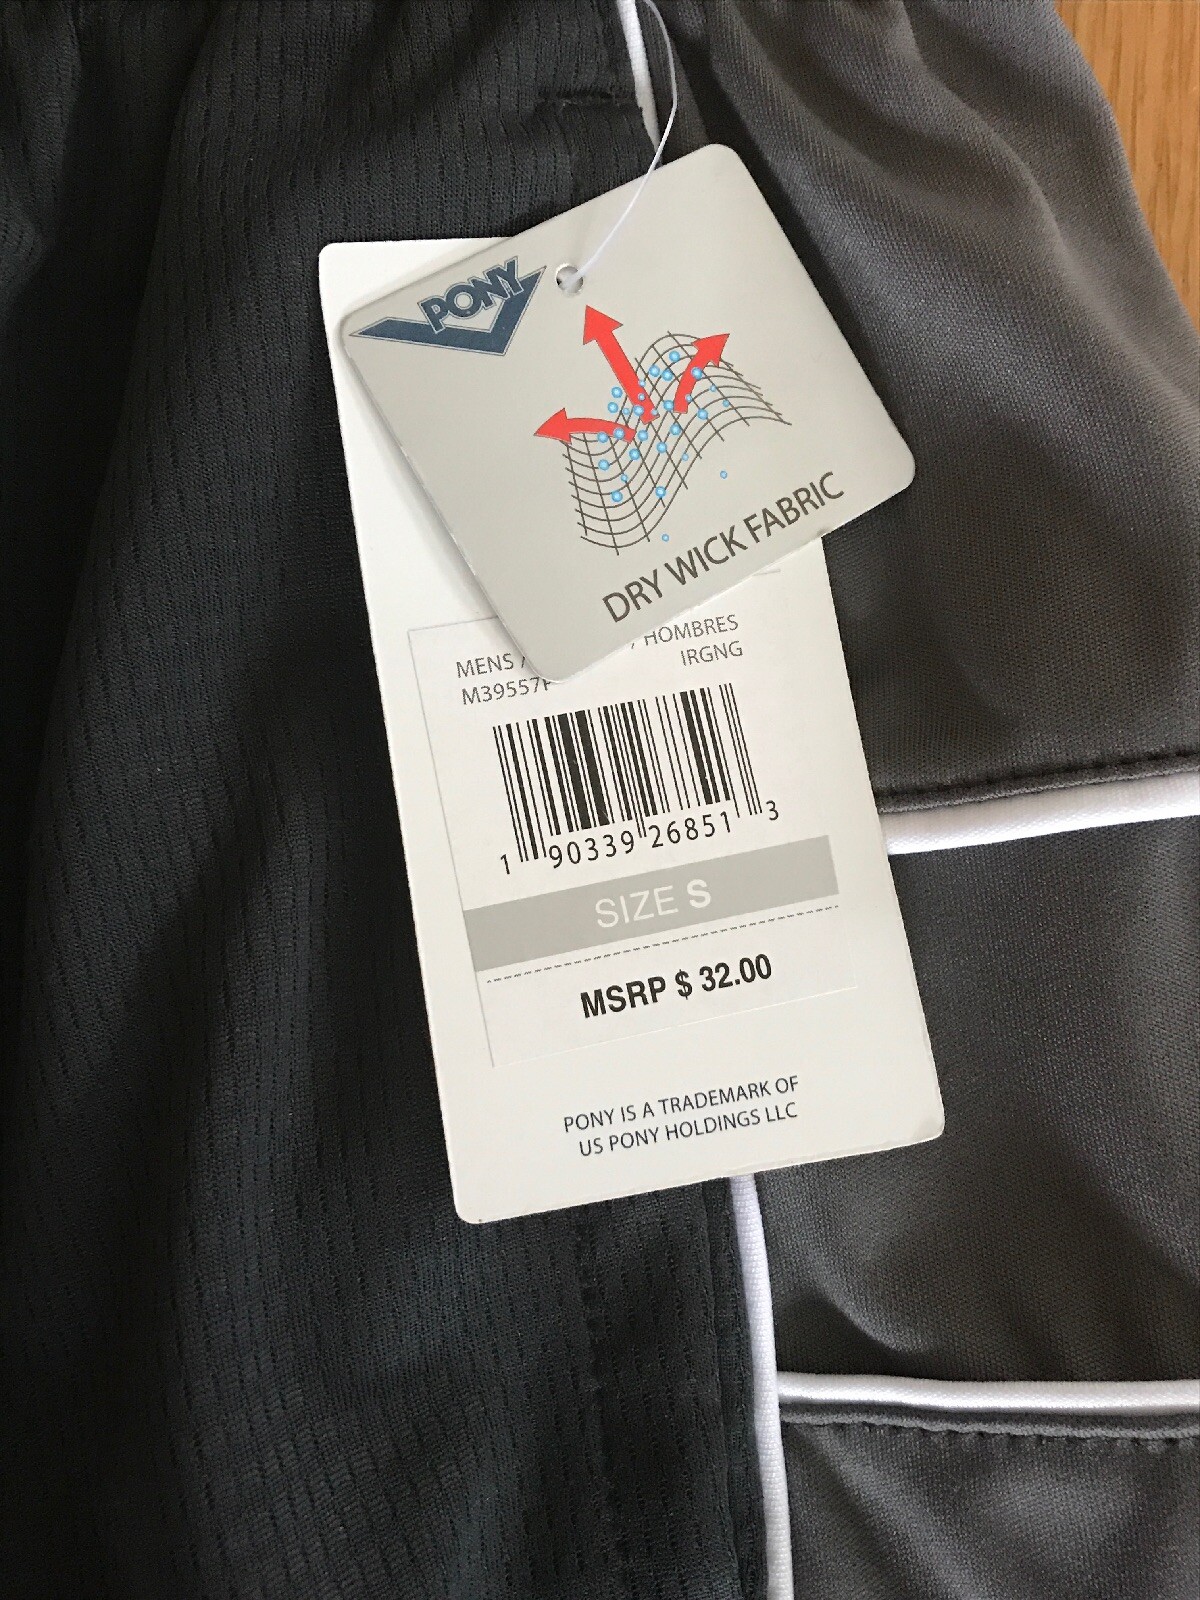 PONY
DRY WICK FABRIC
MENS / HOMBRES
M39557P IRGNG
1 90339 26851 3
SIZE S
MSRP $ 32.00
PONY IS A TRADEMARK OF
US PONY HOLDINGS LLC